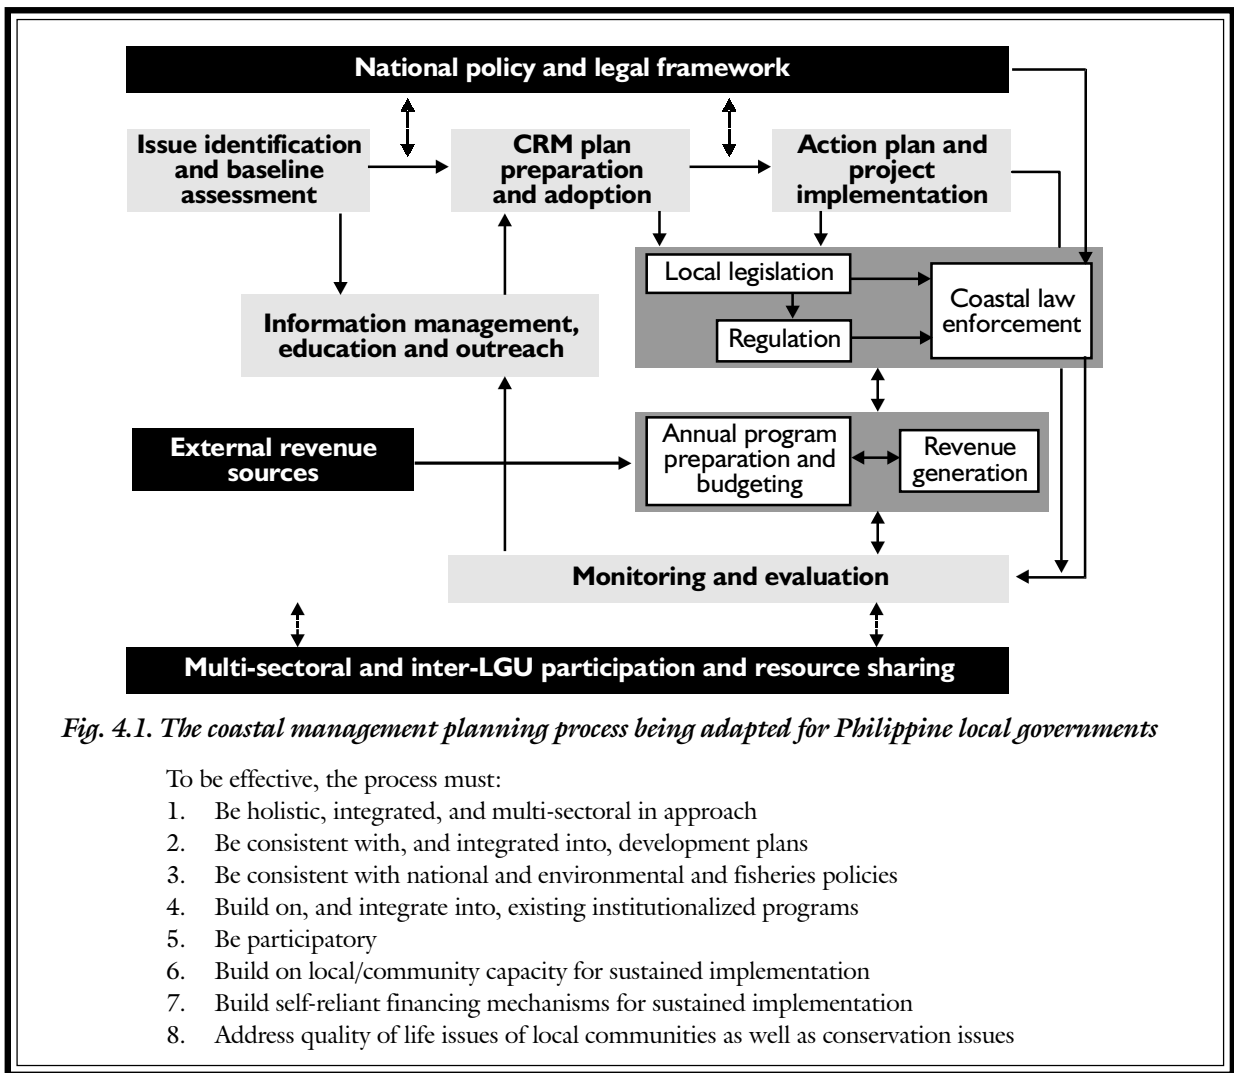 National policy and legal framework
Issue identification
and baseline
assessment
CRM plan
preparation
and adoption
Action plan and
project
implementation
Local legislation
Regulation
Coastal law
enforcement
Information management,
education and outreach
External revenue
sources
Annual program
preparation and
budgeting
Revenue
generation
Monitoring and evaluation
Multi-sectoral and inter-LGU participation and resource sharing
Fig. 4.1. The coastal management planning process being adapted for Philippine local governments
To be effective, the process must:
1. Be holistic, integrated, and multi-sectoral in approach
2. Be consistent with, and integrated into, development plans
3. Be consistent with national and environmental and fisheries policies
4. Build on, and integrate into, existing institutionalized programs
5. Be participatory
6. Build on local/community capacity for sustained implementation
7. Build self-reliant financing mechanisms for sustained implementation
8. Address quality of life issues of local communities as well as conservation issues